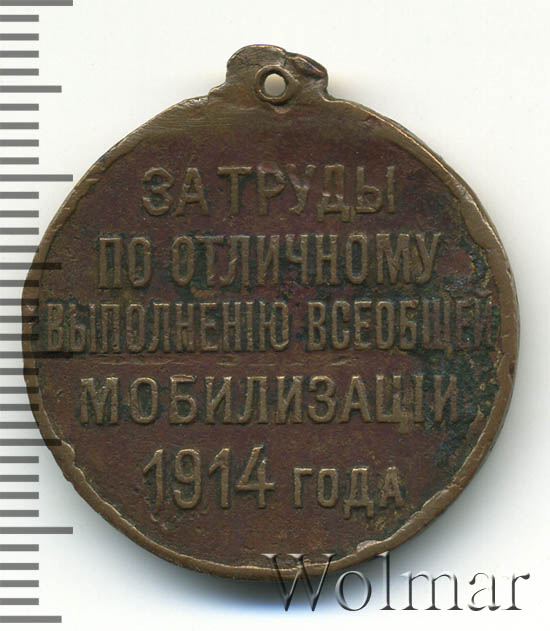 ЗА ТРУДЫ
ПО ОТЛИЧНОМУ
ВЫПОЛНЕНІЮ ВСЕОБЩЕЙ
МОБИЛИЗАЦІИ
1914 ГОДА
Wolmar